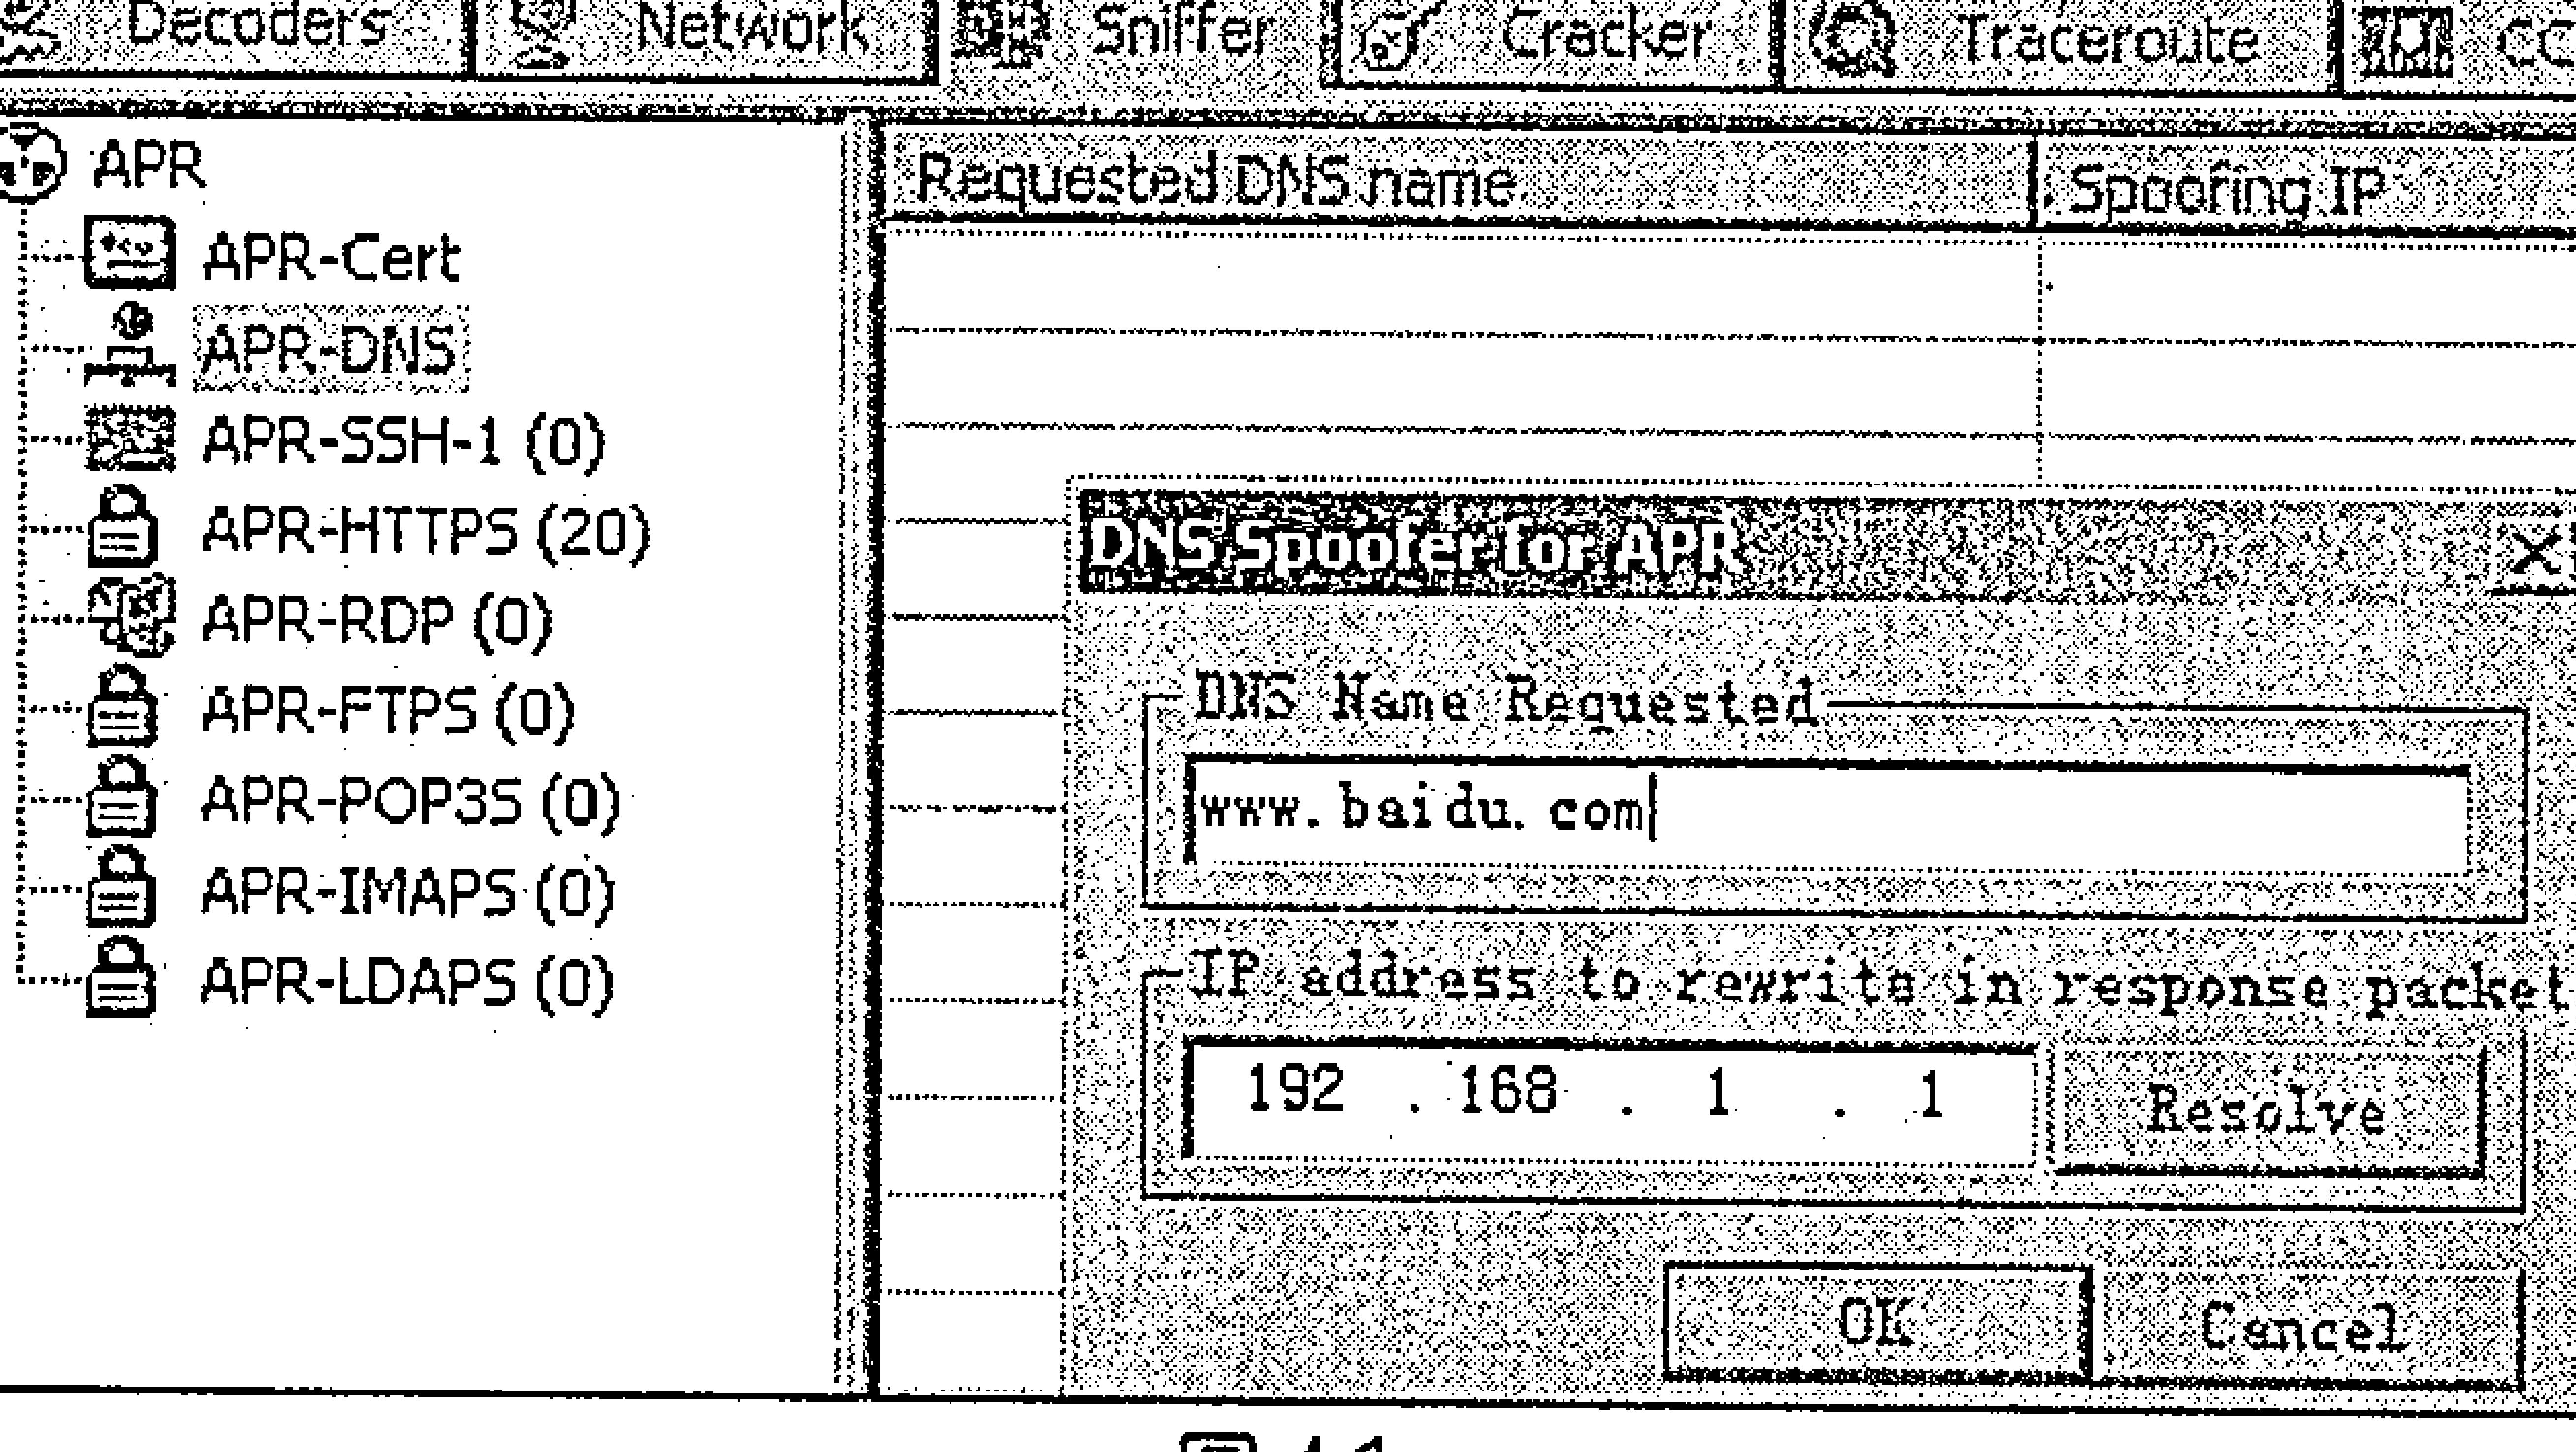 Decoders Network Sniffer Cracker Traceroute
APR
APR-Cert
APR-DNS
APR-SSH-1 (0)
APR-HTTPS (20)
APR-RDP (0)
APR-FTPS (0)
APR-POP3S (0)
APR-IMAPS (0)
APR-LDAPS (0)
Requested DNS name Spoofing IP
DNS Spoofer for APR
DNS Name Requested
www.baidu.com
IP address to rewrite in response packet
192 . 168 . 1 . 1
Resolve
OK Cancel